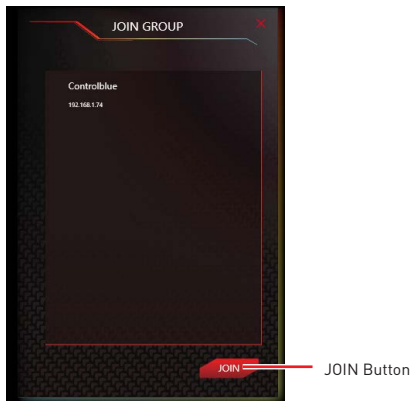 JOIN GROUP
Controlblue
192.168.1.74
JOIN
JOIN Button